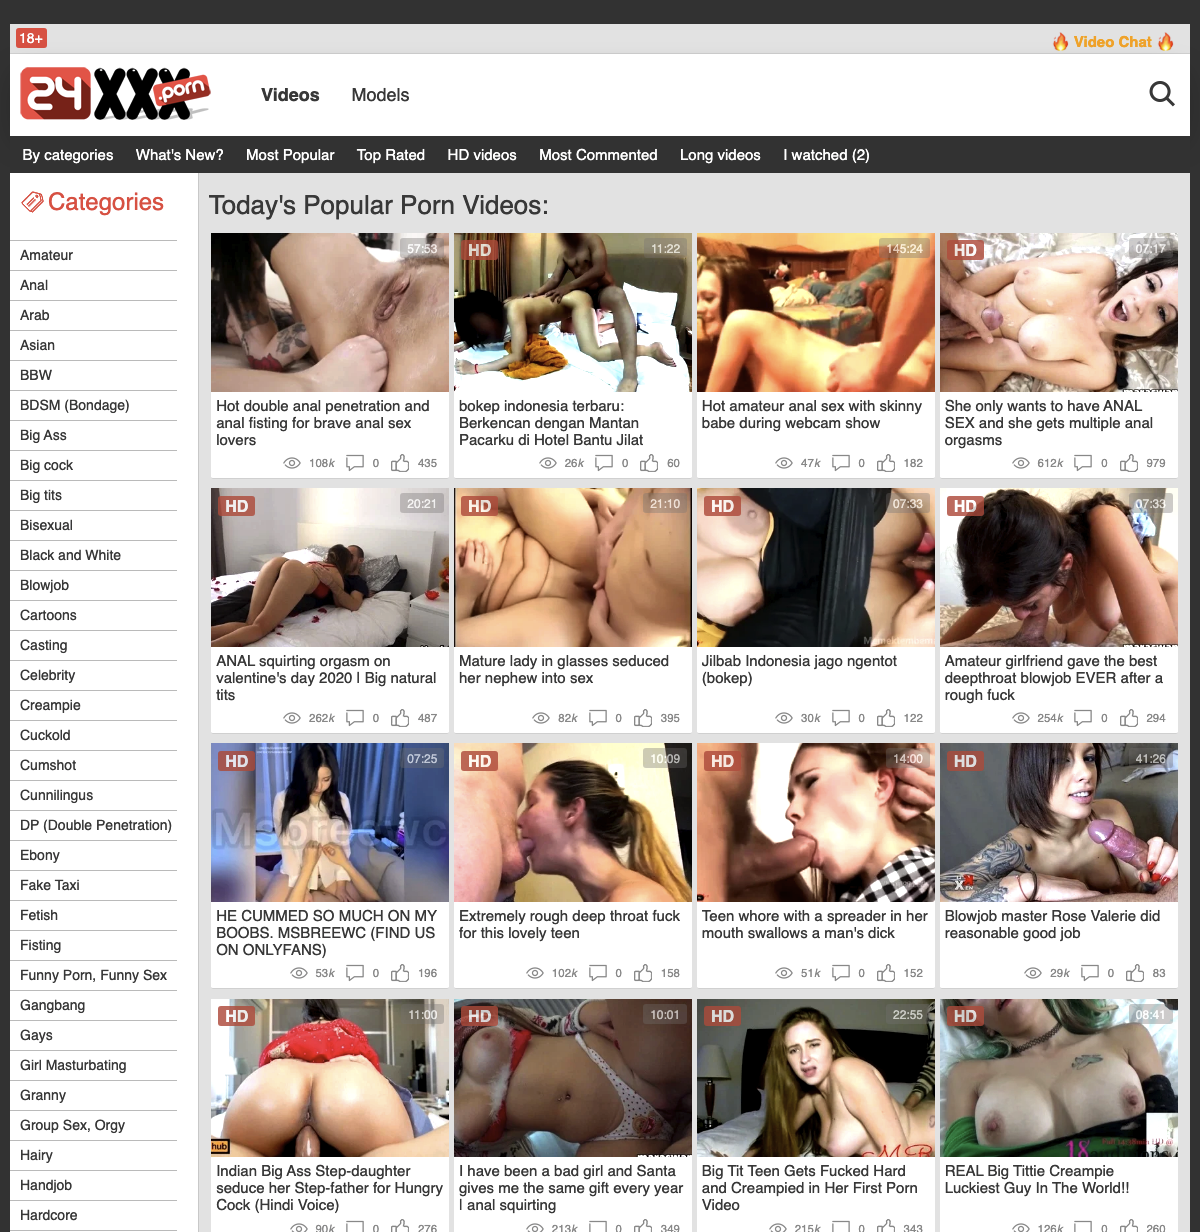 18+
🔥 Video Chat 🔥
24XXX.porn
Videos
Models
By categories
What's New?
Most Popular
Top Rated
HD videos
Most Commented
Long videos
I watched (2)
Categories
Amateur
Anal
Arab
Asian
BBW
BDSM (Bondage)
Big Ass
Big cock
Big tits
Bisexual
Black and White
Blowjob
Cartoons
Casting
Celebrity
Creampie
Cuckold
Cumshot
Cunnilingus
DP (Double Penetration)
Ebony
Fake Taxi
Fetish
Fisting
Funny Porn, Funny Sex
Gangbang
Gays
Girl Masturbating
Granny
Group Sex, Orgy
Hairy
Handjob
Hardcore
Today's Popular Porn Videos:
57:53
Hot double anal penetration and
anal fisting for brave anal sex
lovers
108k 0 435
HD 11:22
bokep indonesia terbaru:
Berkencan dengan Mantan
Pacarku di Hotel Bantu Jilat
26k 0 60
145:24
Hot amateur anal sex with skinny
babe during webcam show
47k 0 182
HD 07:17
She only wants to have ANAL
SEX and she gets multiple anal
orgasms
612k 0 979
HD 20:21
ANAL squirting orgasm on
valentine's day 2020 | Big natural
tits
262k 0 487
HD 21:10
Mature lady in glasses seduced
her nephew into sex
82k 0 395
HD 07:33
Jilbab Indonesia jago ngentot
(bokep)
30k 0 122
HD 07:33
Amateur girlfriend gave the best
deepthroat blowjob EVER after a
rough fuck
254k 0 294
HD 07:25
HE CUMMED SO MUCH ON MY
BOOBS. MSBREEWC (FIND US
ON ONLYFANS)
53k 0 196
HD 10:09
Extremely rough deep throat fuck
for this lovely teen
102k 0 158
HD 14:00
Teen whore with a spreader in her
mouth swallows a man's dick
51k 0 152
HD 41:26
Blowjob master Rose Valerie did
reasonable good job
29k 0 83
HD 11:00
hub
Indian Big Ass Step-daughter
seduce her Step-father for Hungry
Cock (Hindi Voice)
90k 0 276
HD 10:01
I have been a bad girl and Santa
gives me the same gift every year
| anal squirting
213k 0 349
HD 22:55
Big Tit Teen Gets Fucked Hard
and Creampied in Her First Porn
Video
215k 0 343
HD 08:41
REAL Big Tittie Creampie
Luckiest Guy In The World!!
126k 0 260